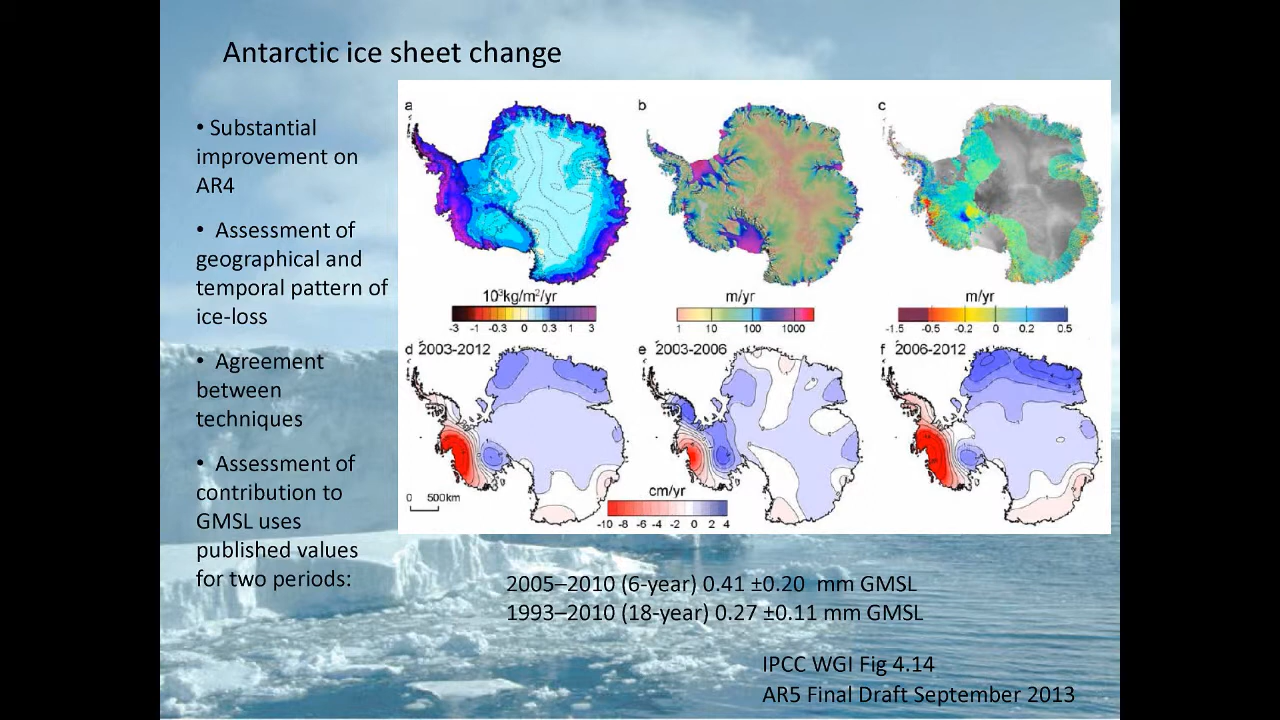 Antarctic ice sheet change
• Substantial
improvement on
AR4
• Assessment of
geographical and
temporal pattern of
ice-loss
• Agreement
between
techniques
• Assessment of
contribution to
GMSL uses
published values
for two periods:
a
b
c
10³kg/m²/yr
-3 -1 -0.3 0 0.3 1 3
m/yr
1 10 100 1000
m/yr
-1.5 -0.5 -0.2 0 0.2 0.5
d 2003-2012
e 2003-2006
f 2006-2012
0 500km
cm/yr
-10 -8 -6 -4 -2 0 2 4
2005–2010 (6-year) 0.41 ±0.20 mm GMSL
1993–2010 (18-year) 0.27 ±0.11 mm GMSL
IPCC WGI Fig 4.14
AR5 Final Draft September 2013